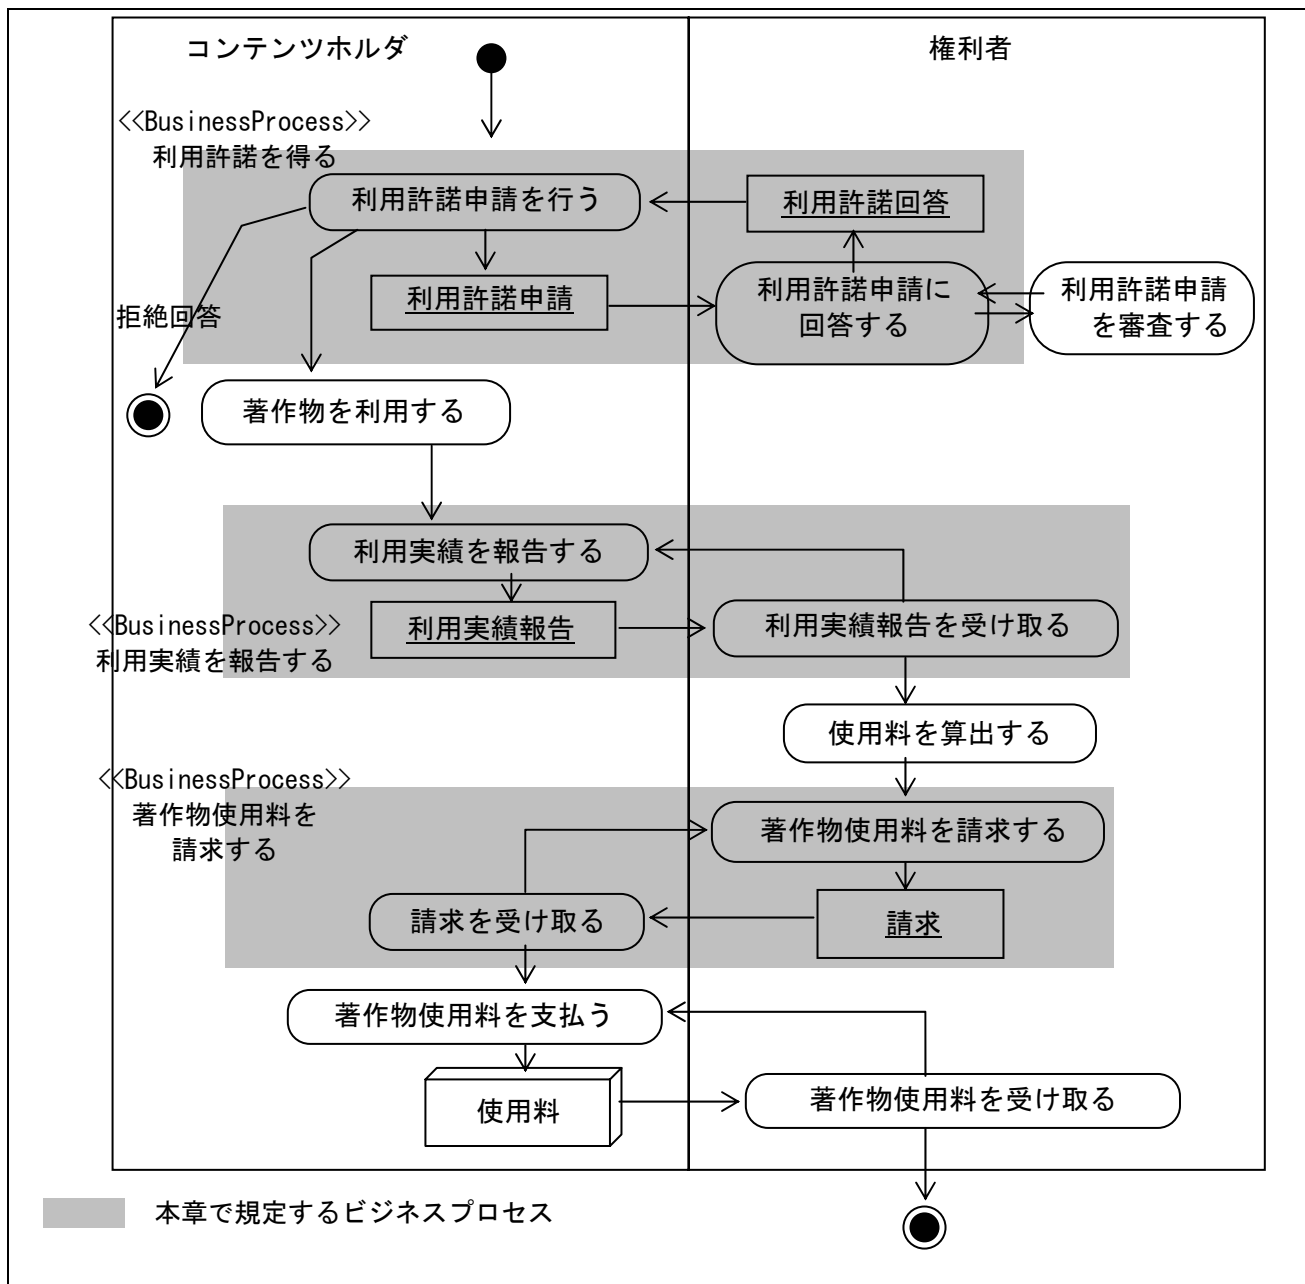 コンテンツホルダ
権利者
<<BusinessProcess>>
利用許諾を得る
利用許諾申請を行う
利用許諾回答
利用許諾申請
利用許諾申請に
回答する
利用許諾申請
を審査する
拒絶回答
著作物を利用する
利用実績を報告する
<<BusinessProcess>>
利用実績を報告する
利用実績報告
利用実績報告を受け取る
使用料を算出する
<<BusinessProcess>>
著作物使用料を
請求する
著作物使用料を請求する
請求を受け取る
請求
著作物使用料を支払う
使用料
著作物使用料を受け取る
本章で規定するビジネスプロセス